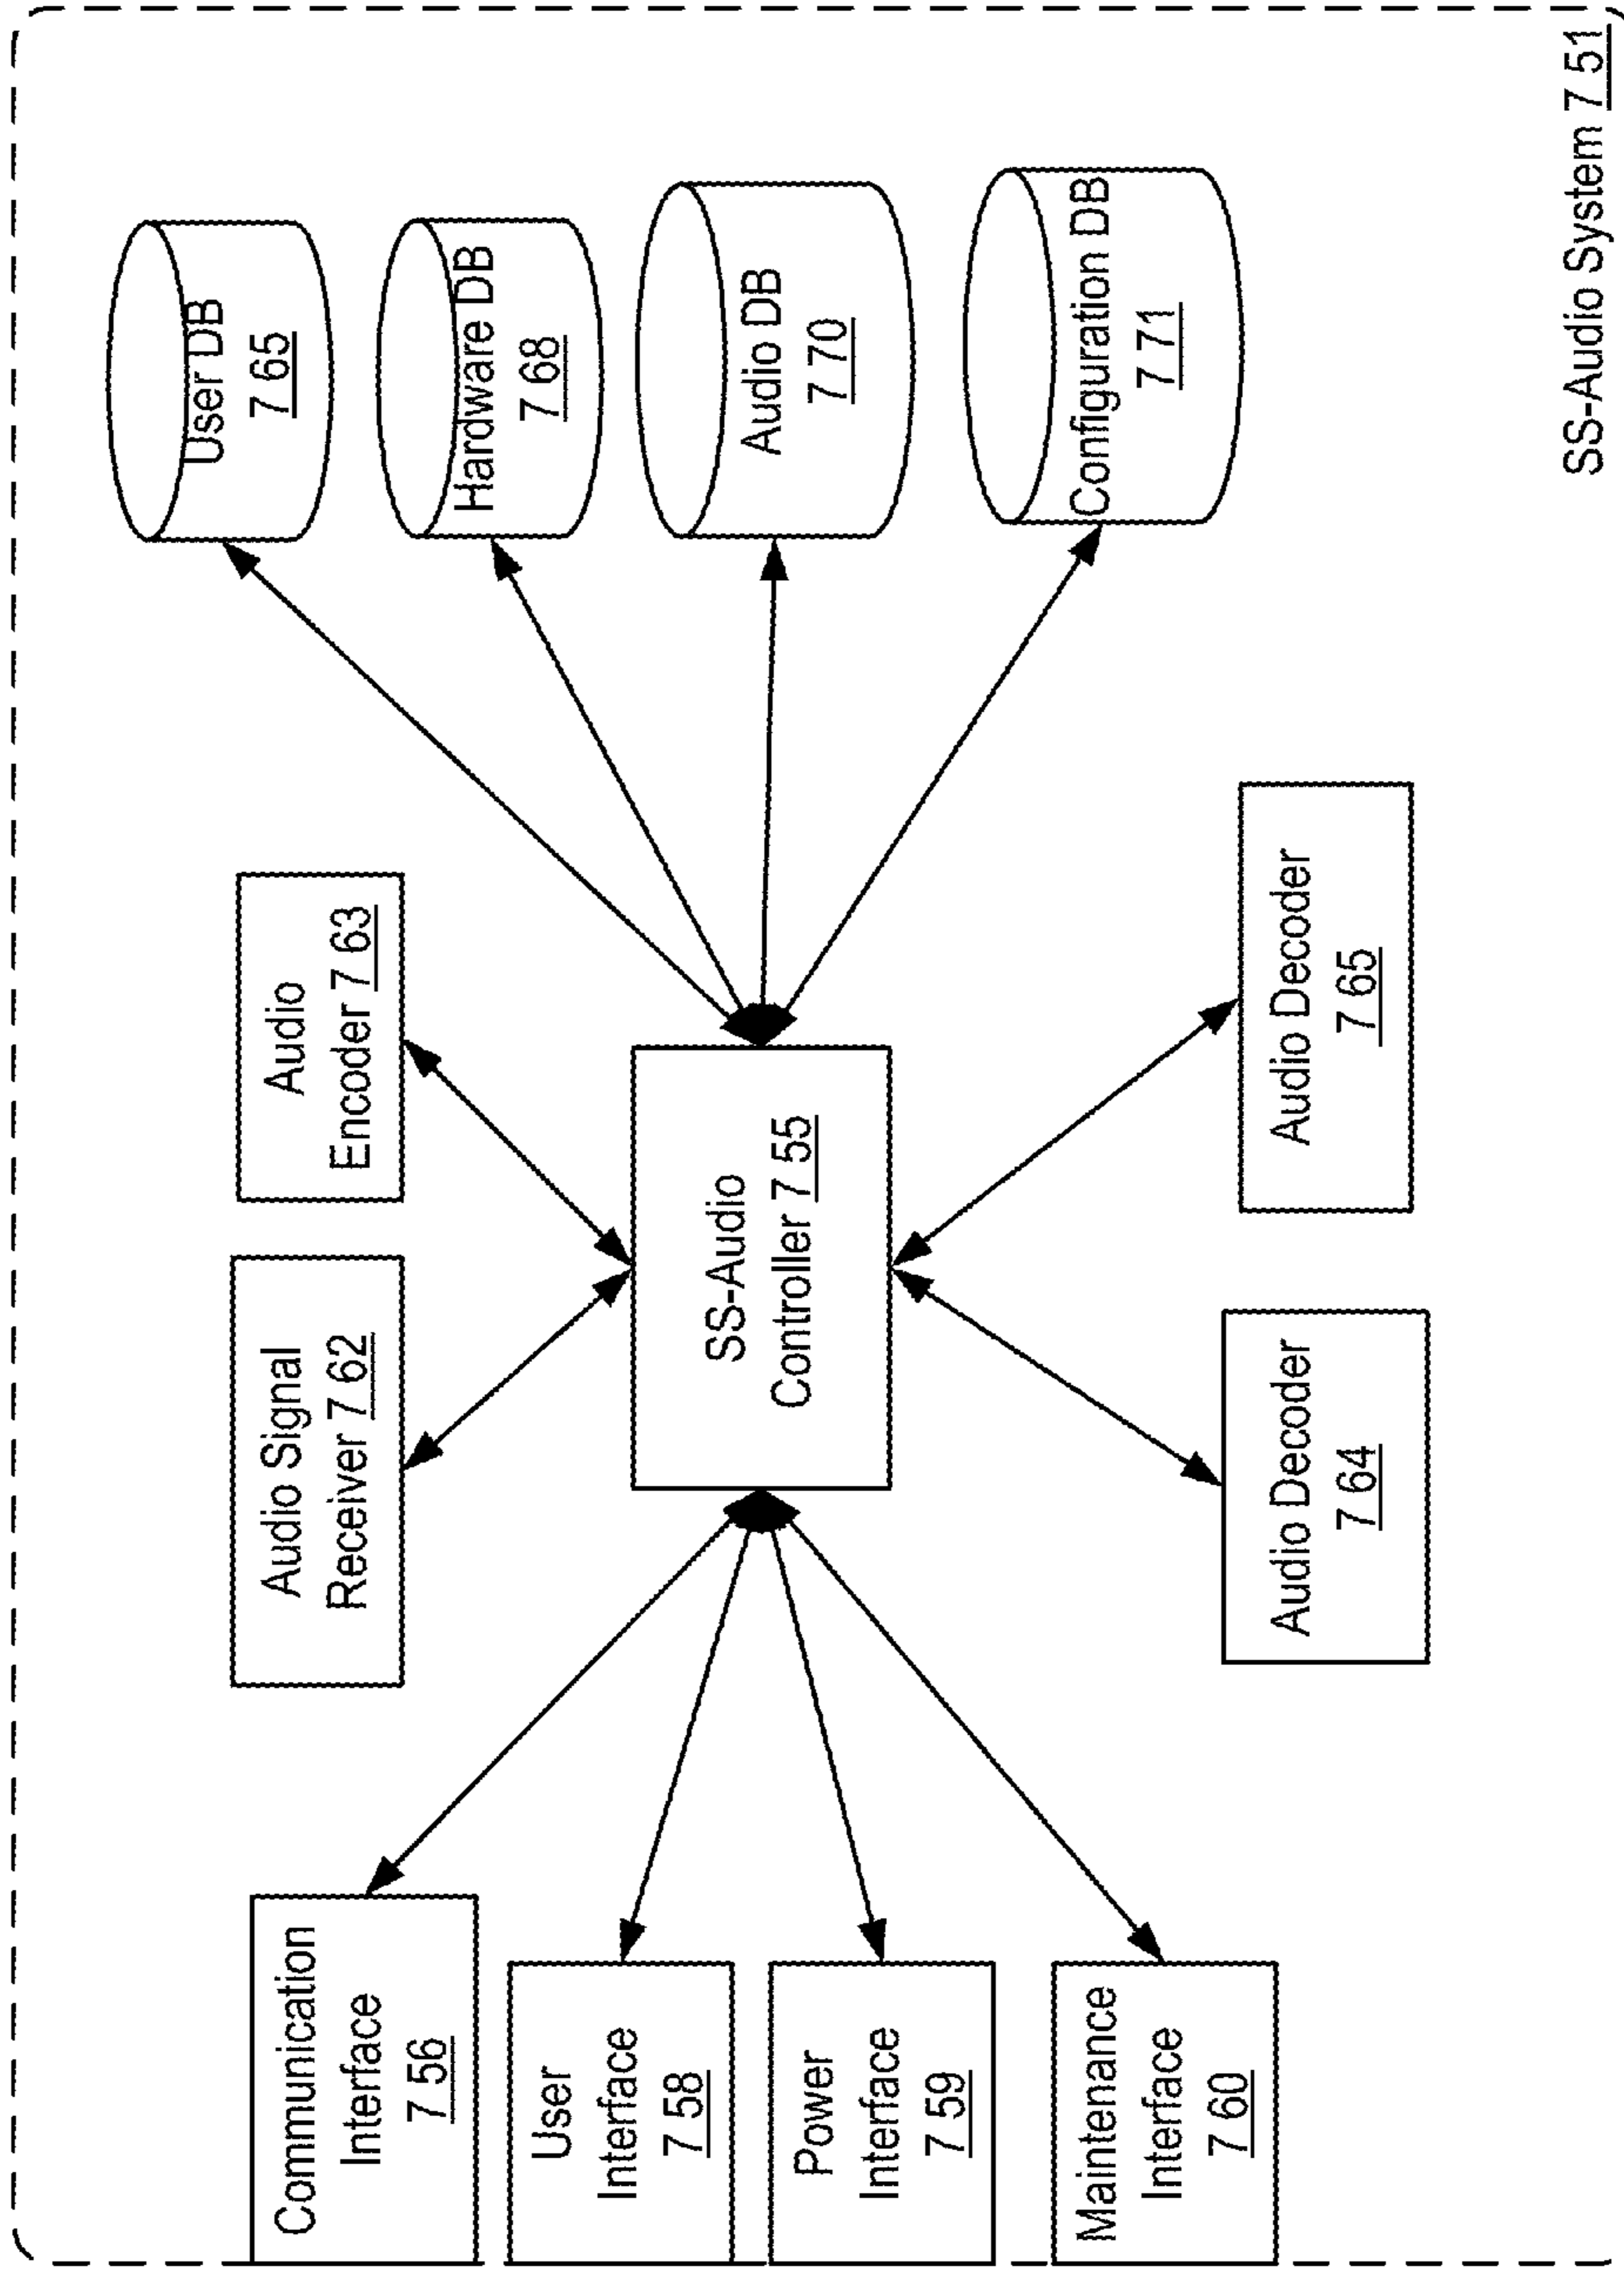 Communication
Interface
7 56
User
Interface
7 58
Power
Interface
7 59
Maintenance
Interface
7 60
Audio Signal
Receiver 7 62
Audio
Encoder 7 63
SS-Audio
Controller 7 55
Audio Decoder
7 64
Audio Decoder
7 65
User DB
7 65
Hardware DB
7 68
Audio DB
7 70
Configuration DB
7 71
SS-Audio System 7 51